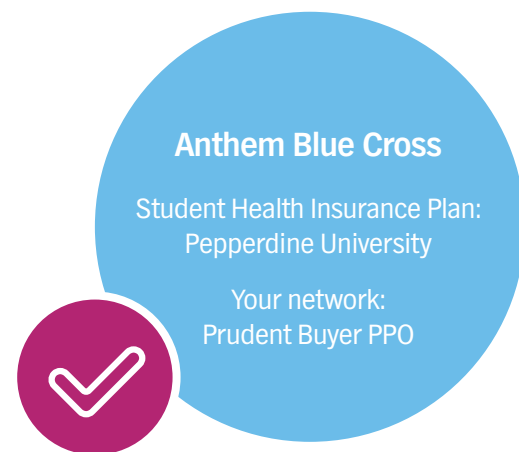 Anthem Blue Cross
Student Health Insurance Plan:
Pepperdine University
Your network:
Prudent Buyer PPO